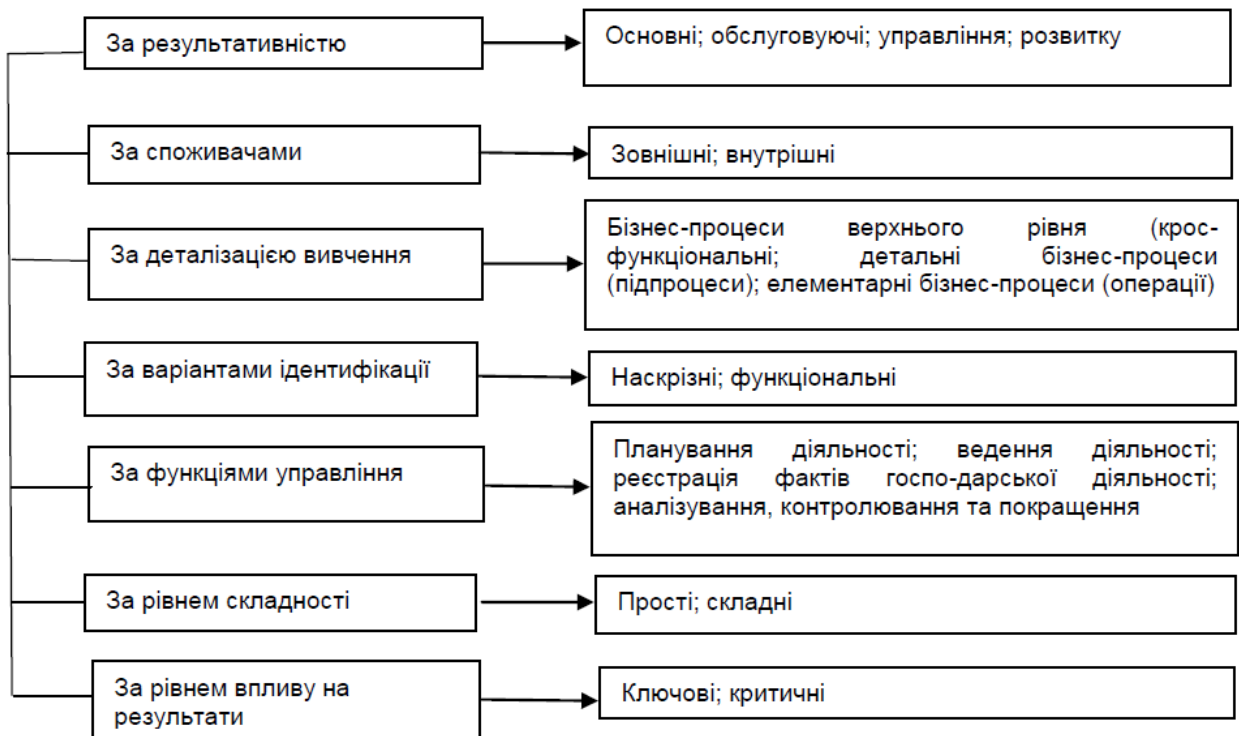 За результативністю
Основні; обслуговуючі; управління; розвитку
За споживачами
Зовнішні; внутрішні
За деталізацією вивчення
Бізнес-процеси верхнього рівня (крос-
функціональні; детальні бізнес-процеси
(підпроцеси); елементарні бізнес-процеси (операції)
За варіантами ідентифікації
Наскрізні; функціональні
За функціями управління
Планування діяльності; ведення діяльності;
реєстрація фактів госпо-дарської діяльності;
аналізування, контролювання та покращення
За рівнем складності
Прості; складні
За рівнем впливу на
результати
Ключові; критичні